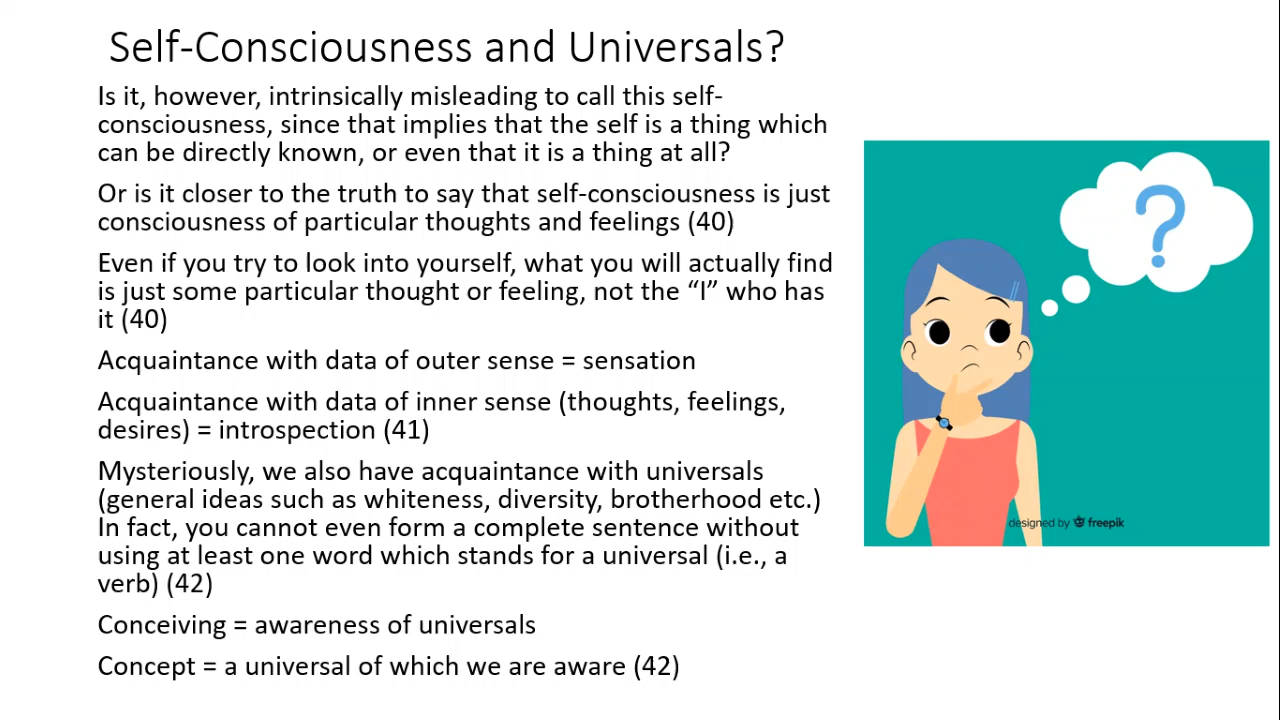 Self-Consciousness and Universals?
Is it, however, intrinsically misleading to call this self-
consciousness, since that implies that the self is a thing which
can be directly known, or even that it is a thing at all?
Or is it closer to the truth to say that self-consciousness is just
consciousness of particular thoughts and feelings (40)
Even if you try to look into yourself, what you will actually find
is just some particular thought or feeling, not the “I” who has
it (40)
Acquaintance with data of outer sense = sensation
Acquaintance with data of inner sense (thoughts, feelings,
desires) = introspection (41)
Mysteriously, we also have acquaintance with universals
(general ideas such as whiteness, diversity, brotherhood etc.)
In fact, you cannot even form a complete sentence without
using at least one word which stands for a universal (i.e., a
verb) (42)
Conceiving = awareness of universals
Concept = a universal of which we are aware (42)
?
designed by freepik